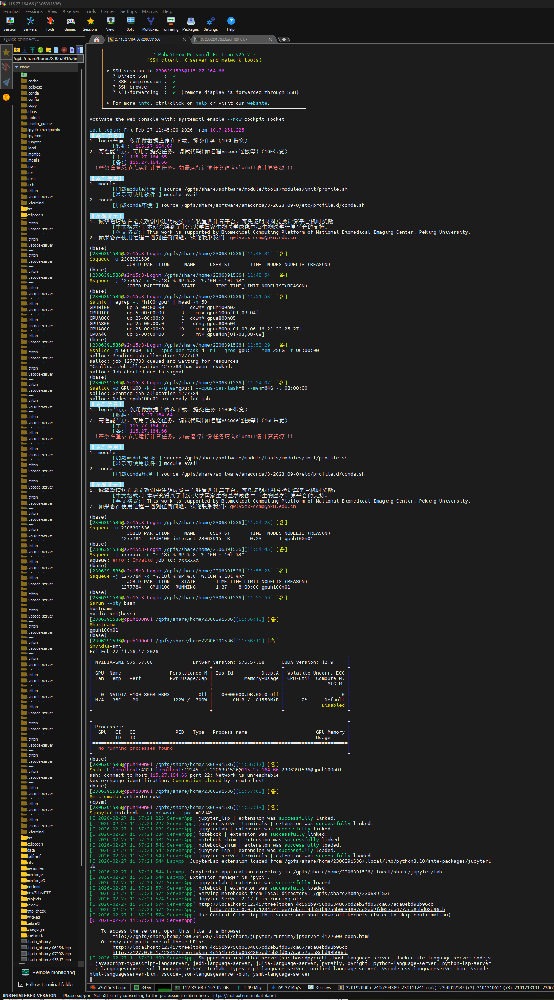 115.27.164.66 (2306391536)
Terminal Sessions View X server Tools Games Settings Macros Help
Session Servers Tools Games Sessions View Split MultiExec Tunneling Packages Settings Help
Quick connect...
2. 115.27.164.66 (2306391536)
3. 2306391536@gpuh100n01:~
/gpfs/share/home/2306391536/
Name
..
.cache
.cellpose
.conda
.config
.cupy
.dbus
.dotnet
.esmtp_queue
.ipynb_checkpoints
.ipython
.jupyter
.local
.mamba
.mozilla
.npm
.nv
.nvm
.ssh
.triton
.vscode-server
.xterminal
bin
cellpose4
.triton
.vscode-server
.triton
.vscode-server
.triton
.vscode-server
.triton
.vscode-server
.triton
.vscode-server
.triton
.vscode-server
.triton
.vscode-server
.triton
.vscode-server
.triton
.vscode-server
.triton
.vscode-server
.triton
.vscode-server
.triton
.vscode-server
.triton
.vscode-server
.triton
.vscode-server
.triton
.vscode-server
.triton
.vscode-server
.triton
.vscode-server
.triton
.vscode-server
.triton
.vscode-server
.triton
.vscode-server
.triton
.vscode-server
.triton
.vscode-server
.triton
.vscode-server
.triton
.vscode-server
.triton
.vscode-server
.triton
.vscode-server
.triton
.vscode-server
.triton
.vscode-server
.triton
.vscode-server
.triton
.vscode-server
.triton
.vscode-server
.triton
.vscode-server
.triton
.vscode-server
.triton
.vscode-server
.triton
.vscode-server
.triton
.vscode-server
.triton
.vscode-server
.triton
.vscode-server
.xterminal
bin
cellpose4
data
halfnerf
info
mayunfan
miniforge
miniforge3
nerfnmf
newZebraPTZ
projects
review
tmp_check
wrcReg
zebraXll
zhaojunjie
znetwork
.bash_history
.bash_history-06034.tmp
.bash_history-07902.tmp
.bash_history-45647.tmp
Remote monitoring
Follow terminal folder
? MobaXterm Personal Edition v25.2 ?
(SSH client, X server and network tools)
➤ SSH session to 2306391536@115.27.164.66
? Direct SSH : ✔
? SSH compression : ✔
? SSH-browser : ✔
? X11-forwarding : ✔ (remote display is forwarded through SSH)
➤ For more info, ctrl+click on help or visit our website.
Activate the web console with: systemctl enable --now cockpit.socket
Last login: Fri Feb 27 11:45:00 2026 from 10.7.251.225
【集群信息】
1. login节点，仅用做数据上传和下载、提交任务（10GE带宽）
[数据:] 115.27.164.64
2. 高性能节点，可用于提交任务、调试代码(如远程vscode连接等)（1GE带宽）
[主:] 115.27.164.65
[备:] 115.27.164.66
!!!严禁在登录节点运行计算任务，如需运行计算任务请向slurm申请计算资源!!!
【集群使用】
1. module
[加载module环境:] source /gpfs/share/software/module/tools/modules/init/profile.sh
[显示可使用软件:] module avail
2. conda
[加载conda环境:] source /gpfs/share/software/anaconda/3-2023.09-0/etc/profile.d/conda.sh
【温馨提示】
1. 诚挚邀请您在论文致谢中注明成像中心装置四计算平台，可凭证明材料兑换计算平台机时奖励：
[中文格式:] 本研究得到了北京大学国家生物医学成像中心生物医学计算平台的支持。
[英文格式:] This work is supported by Biomedical Computing Platform of National Biomedical Imaging Center, Peking University.
2. 如果您在使用过程中遇到任何问题，欢迎联系我们：gwlyxcx-comp@pku.edu.cn
(base)
[2306391536@a2n15c3-Login /gpfs/share/home/2306391536][11:48:31] [备]
$squeue -u 2306391536
JOBID PARTITION NAME USER ST TIME NODES NODELIST(REASON)
(base)
[2306391536@a2n15c3-Login /gpfs/share/home/2306391536][11:48:54] [备]
$squeue -j 1277657 -o "%.18i %.9P %.8T %.10M %.10l %R"
JOBID PARTITION STATE TIME TIME_LIMIT NODELIST(REASON)
(base)
[2306391536@a2n15c3-Login /gpfs/share/home/2306391536][11:51:53] [备]
$sinfo | egrep -i "h100|gpu" | head -n 50
GPUH100 up 5-00:00:00 1 down* gpuh100n02
GPUH100 up 5-00:00:00 3 mix gpuh100n[01,03-04]
GPUA800 up 25-00:00:0 1 down* gpua800n05
GPUA800 up 25-00:00:0 1 drng gpua800n04
GPUA800 up 25-00:00:0 19 mix gpua800n[01-03,06-16,21-22,25-27]
GPUA40 up 5-00:00:00 5 mix gpua40n[01-03,08-09]
(base)
[2306391536@a2n15c3-Login /gpfs/share/home/2306391536][11:53:29] [备]
$salloc -p GPUA800 -N1 --cpus-per-task=4 -n1 --gres=gpu:1 --mem=256G -t 96:00:00
salloc: Pending job allocation 1277783
salloc: job 1277783 queued and waiting for resources
^Csalloc: Job allocation 1277783 has been revoked.
salloc: Job aborted due to signal
(base)
[2306391536@a2n15c3-Login /gpfs/share/home/2306391536][11:54:07] [备]
$salloc -p GPUH100 -N 1 --gres=gpu:1 --cpus-per-task=8 --mem=64G -t 08:00:00
salloc: Granted job allocation 1277784
salloc: Nodes gpuh100n01 are ready for job
【集群信息】
1. login节点，仅用做数据上传和下载、提交任务（10GE带宽）
[数据:] 115.27.164.64
2. 高性能节点，可用于提交任务、调试代码(如远程vscode连接等)（1GE带宽）
[主:] 115.27.164.65
[备:] 115.27.164.66
!!!严禁在登录节点运行计算任务，如需运行计算任务请向slurm申请计算资源!!!
【集群使用】
1. module
[加载module环境:] source /gpfs/share/software/module/tools/modules/init/profile.sh
[显示可使用软件:] module avail
2. conda
[加载conda环境:] source /gpfs/share/software/anaconda/3-2023.09-0/etc/profile.d/conda.sh
【温馨提示】
1. 诚挚邀请您在论文致谢中注明成像中心装置四计算平台，可凭证明材料兑换计算平台机时奖励：
[中文格式:] 本研究得到了北京大学国家生物医学成像中心生物医学计算平台的支持。
[英文格式:] This work is supported by Biomedical Computing Platform of National Biomedical Imaging Center, Peking University.
2. 如果您在使用过程中遇到任何问题，欢迎联系我们：gwlyxcx-comp@pku.edu.cn
(base)
[2306391536@a2n15c3-Login /gpfs/share/home/2306391536][11:54:23] [备]
$squeue -u 2306391536
JOBID PARTITION NAME USER ST TIME NODES NODELIST(REASON)
1277784 GPUH100 interact 23063915 R 0:23 1 gpuh100n01
(base)
[2306391536@a2n15c3-Login /gpfs/share/home/2306391536][11:54:45] [备]
$squeue -j xxxxxxx -o "%.18i %.9P %.8T %.10M %.10l %R"
squeue: error: Invalid job id: xxxxxxx
(base)
[2306391536@a2n15c3-Login /gpfs/share/home/2306391536][11:55:25] [备]
$squeue -j 1277784 -o "%.18i %.9P %.8T %.10M %.10l %R"
JOBID PARTITION STATE TIME TIME_LIMIT NODELIST(REASON)
1277784 GPUH100 RUNNING 1:37 8:00:00 gpuh100n01
(base)
[2306391536@a2n15c3-Login /gpfs/share/home/2306391536][11:55:59] [备]
$srun --pty bash
hostname
nvidia-smi(base)
[2306391536@gpuh100n01 /gpfs/share/home/2306391536][11:56:10] [备]
$hostname
gpuh100n01
(base)
[2306391536@gpuh100n01 /gpfs/share/home/2306391536][11:56:10] [备]
$nvidia-smi
Fri Feb 27 11:56:17 2026
NVIDIA-SMI 575.57.08 Driver Version: 575.57.08 CUDA Version: 12.9
GPU Name Persistence-M | Bus-Id Disp.A | Volatile Uncorr. ECC
Fan Temp Perf Pwr:Usage/Cap | Memory-Usage | GPU-Util Compute M.
MIG M.
0 NVIDIA H100 80GB HBM3 Off | 00000000:DB:00.0 Off | 0
N/A 36C P0 122W / 700W | 0MiB / 81559MiB | 2% Default
Disabled
Processes:
GPU GI CI PID Type Process name GPU Memory
ID ID Usage
No running processes found
(base)
[2306391536@gpuh100n01 /gpfs/share/home/2306391536][11:56:17] [备]
$ssh -L localhost:4321:localhost:12345 -J 2306391536@115.27.164.66 2306391536@gpuh100n01
ssh: connect to host 115.27.164.66 port 22: Network is unreachable
kex_exchange_identification: Connection closed by remote host
(base)
[2306391536@gpuh100n01 /gpfs/share/home/2306391536][11:57:03] [备]
$micromamba activate cpsm
(cpsm)
[2306391536@gpuh100n01 /gpfs/share/home/2306391536][11:57:13] [备]
$jupyter notebook --no-browser --port=12345
[I 2026-02-27 11:57:21.225 ServerApp] jupyter_lsp | extension was successfully linked.
[I 2026-02-27 11:57:21.227 ServerApp] jupyter_server_terminals | extension was successfully linked.
[I 2026-02-27 11:57:21.231 ServerApp] jupyterlab | extension was successfully linked.
[I 2026-02-27 11:57:21.234 ServerApp] notebook | extension was successfully linked.
[I 2026-02-27 11:57:21.531 ServerApp] notebook_shim | extension was successfully linked.
[I 2026-02-27 11:57:21.541 ServerApp] notebook_shim | extension was successfully loaded.
[I 2026-02-27 11:57:21.542 ServerApp] jupyter_lsp | extension was successfully loaded.
[I 2026-02-27 11:57:21.543 ServerApp] jupyter_server_terminals | extension was successfully loaded.
[I 2026-02-27 11:57:21.544 LabApp] JupyterLab extension loaded from /gpfs/share/home/2306391536/.local/lib/python3.10/site-packages/jupyterl
ab
[I 2026-02-27 11:57:21.544 LabApp] JupyterLab application directory is /gpfs/share/home/2306391536/.local/share/jupyter/lab
[I 2026-02-27 11:57:21.544 LabApp] Extension Manager is 'pypi'.
[I 2026-02-27 11:57:21.571 ServerApp] jupyterlab | extension was successfully loaded.
[I 2026-02-27 11:57:21.574 ServerApp] notebook | extension was successfully loaded.
[I 2026-02-27 11:57:21.574 ServerApp] Serving notebooks from local directory: /gpfs/share/home/2306391536
[I 2026-02-27 11:57:21.574 ServerApp] Jupyter Server 2.17.0 is running at:
[I 2026-02-27 11:57:21.574 ServerApp] http://localhost:12345/tree?token=4d551b9756b0634807cd2eb2fd057ca677aca8ebd98b96cb
[I 2026-02-27 11:57:21.574 ServerApp] http://127.0.0.1:12345/tree?token=4d551b9756b0634807cd2eb2fd057ca677aca8ebd98b96cb
[I 2026-02-27 11:57:21.574 ServerApp] Use Control-C to stop this server and shut down all kernels (twice to skip confirmation).
[C 2026-02-27 11:57:21.589 ServerApp]
To access the server, open this file in a browser:
file:///gpfs/share/home/2306391536/.local/share/jupyter/runtime/jpserver-4122600-open.html
Or copy and paste one of these URLs:
http://localhost:12345/tree?token=4d551b9756b0634807cd2eb2fd057ca677aca8ebd98b96cb
http://127.0.0.1:12345/tree?token=4d551b9756b0634807cd2eb2fd057ca677aca8ebd98b96cb
[I 2026-02-27 11:57:21.600 ServerApp] Skipped non-installed server(s): basedpyright, bash-language-server, dockerfile-language-server-nodejs
, javascript-typescript-langserver, jedi-language-server, julia-language-server, pyrefly, pyright, python-language-server, python-lsp-server
, r-languageserver, sql-language-server, texlab, typescript-language-server, unified-language-server, vscode-css-languageserver-bin, vscode-
html-languageserver-bin, vscode-json-languageserver-bin, yaml-language-server
a2n15c3-Login 34% 112.33 GB / 503.02 GB 4.09 Mb/s 69.37 Mb/s 30 days 2201920005 2406394389 2301112465 (x2) 2200012187 (x2) 2101210611 (x3) 2101213191 23065
UNREGISTERED VERSION - Please support MobaXterm by subscribing to the professional edition here: https://mobaxterm.mobatek.net